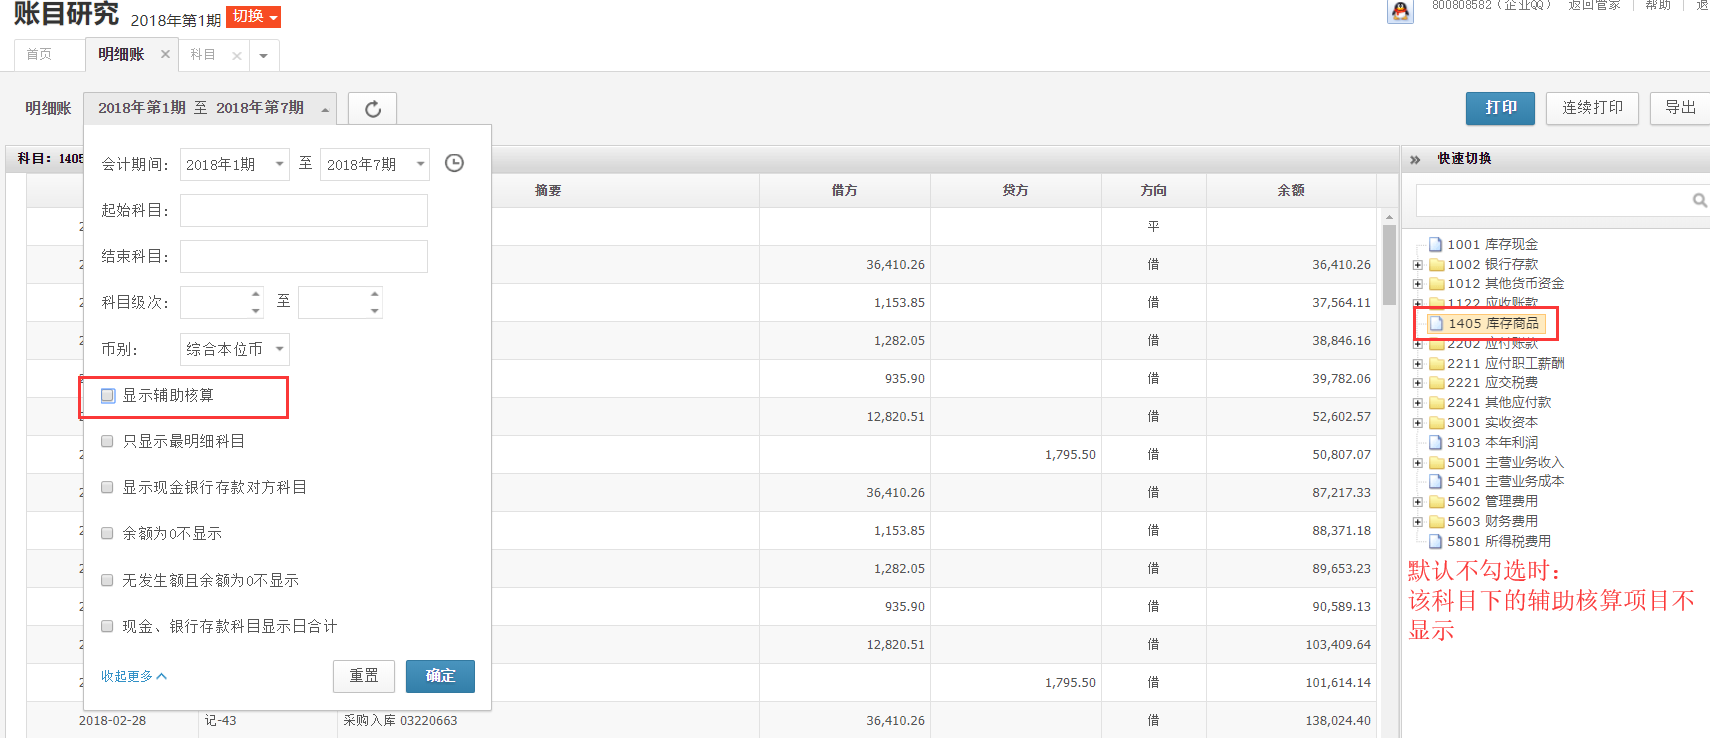 账目研究 2018年第1期 切换
800808582（企业QQ） 返回管家 帮助 退
首页 明细账 科目
明细账 2018年第1期 至 2018年第7期 打印 连续打印 导出
科目：1405
快速切换
会计期间： 2018年1期 至 2018年7期
起始科目：
结束科目：
科目级次： 至
币别： 综合本位币
显示辅助核算
只显示最明细科目
显示现金银行存款对方科目
余额为0不显示
无发生额且余额为0不显示
现金、银行存款科目显示日合计
收起更多 重置 确定
摘要 借方 贷方 方向 余额
2 平
2 36,410.26 借 36,410.26
2 1,153.85 借 37,564.11
2 1,282.05 借 38,846.16
2 935.90 借 39,782.06
2 12,820.51 借 52,602.57
2 1,795.50 借 50,807.07
2 36,410.26 借 87,217.33
2 1,153.85 借 88,371.18
2 1,282.05 借 89,653.23
2 935.90 借 90,589.13
2 12,820.51 借 103,409.64
2 1,795.50 借 101,614.14
2018-02-28 记-43 采购入库 03220663 36,410.26 借 138,024.40
1001 库存现金
1002 银行存款
1012 其他货币资金
1122 应收账款
1405 库存商品
2202 应付账款
2211 应付职工薪酬
2221 应交税费
2241 其他应付款
3001 实收资本
3103 本年利润
5001 主营业务收入
5401 主营业务成本
5602 管理费用
5603 财务费用
5801 所得税费用
默认不勾选时：
该科目下的辅助核算项目不
显示